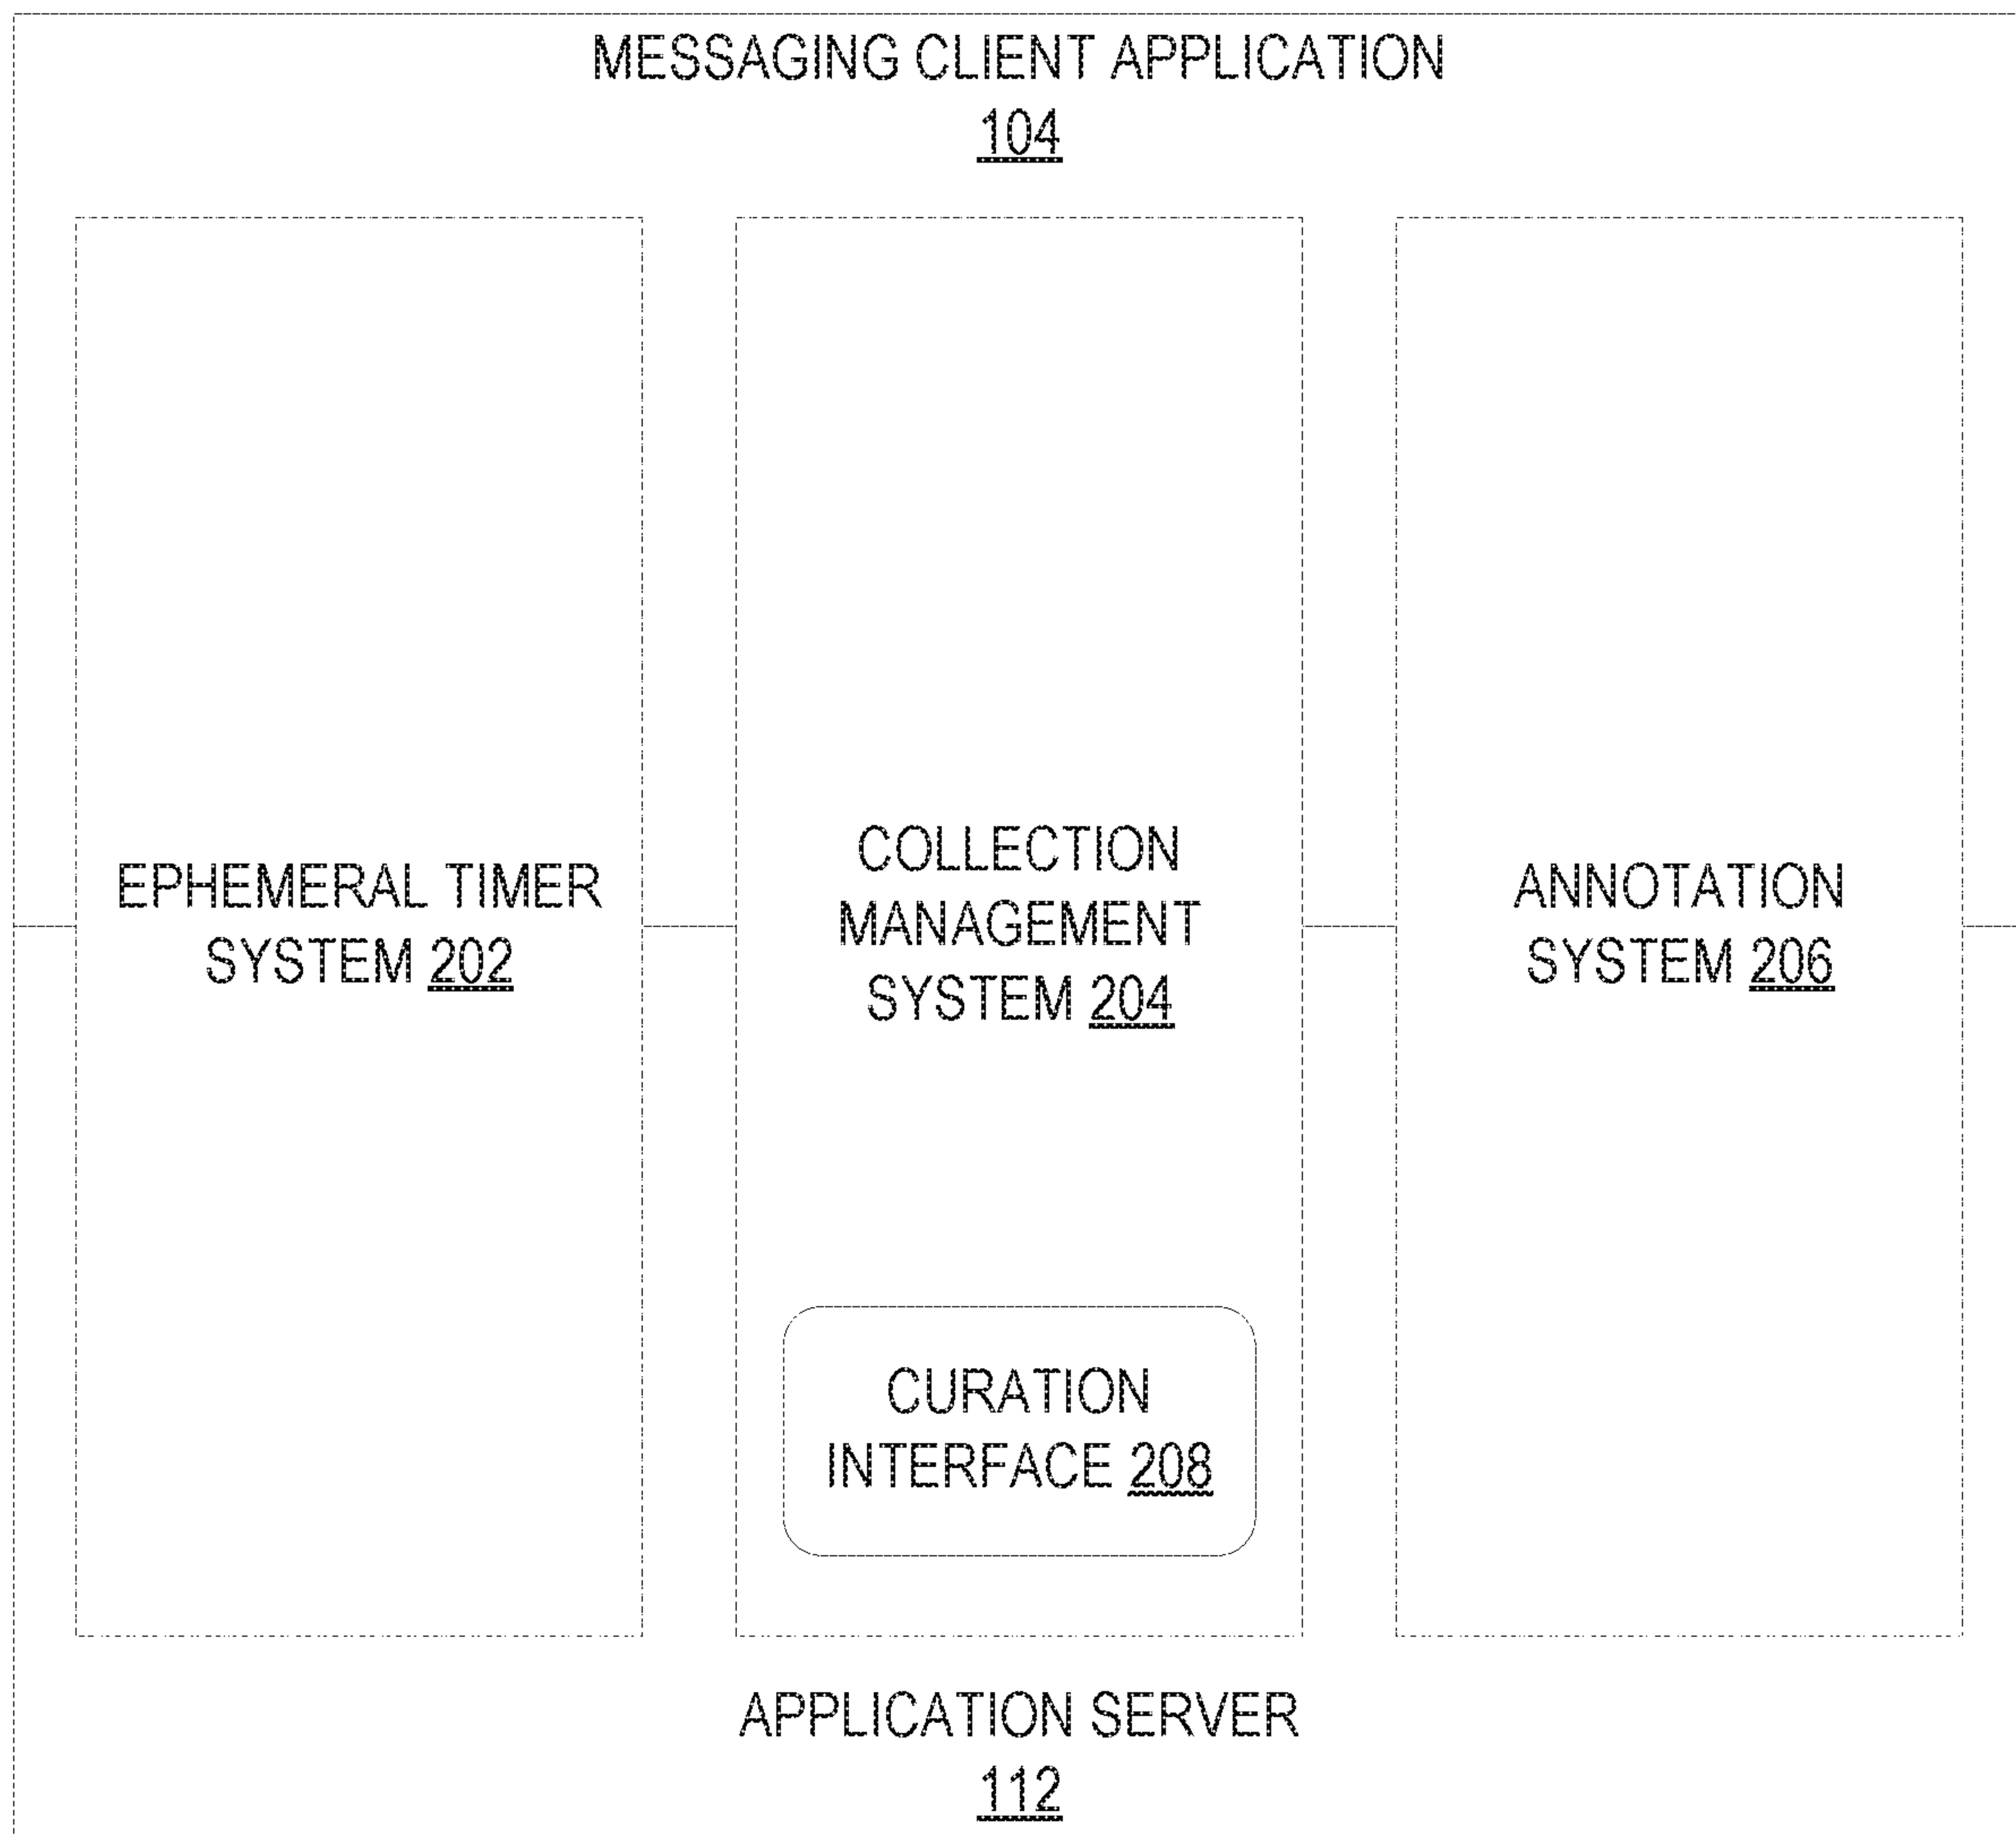 MESSAGING CLIENT APPLICATION
104
EPHEMERAL TIMER
SYSTEM 202
COLLECTION
MANAGEMENT
SYSTEM 204
ANNOTATION
SYSTEM 206
CURATION
INTERFACE 208
APPLICATION SERVER
112